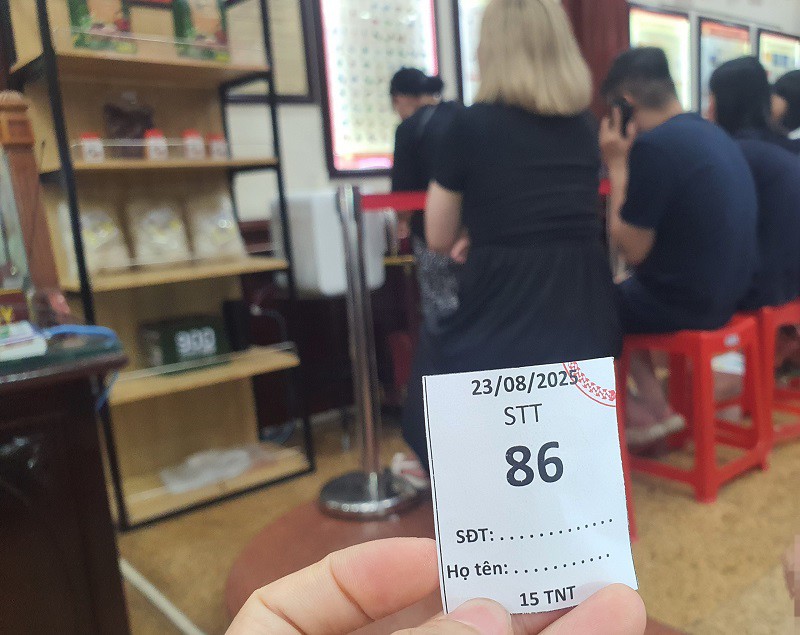 23/08/2025
STT
86
SĐT: . . . . . . . . . . . . .
Họ tên: . . . . . . . . . . .
15 TNT